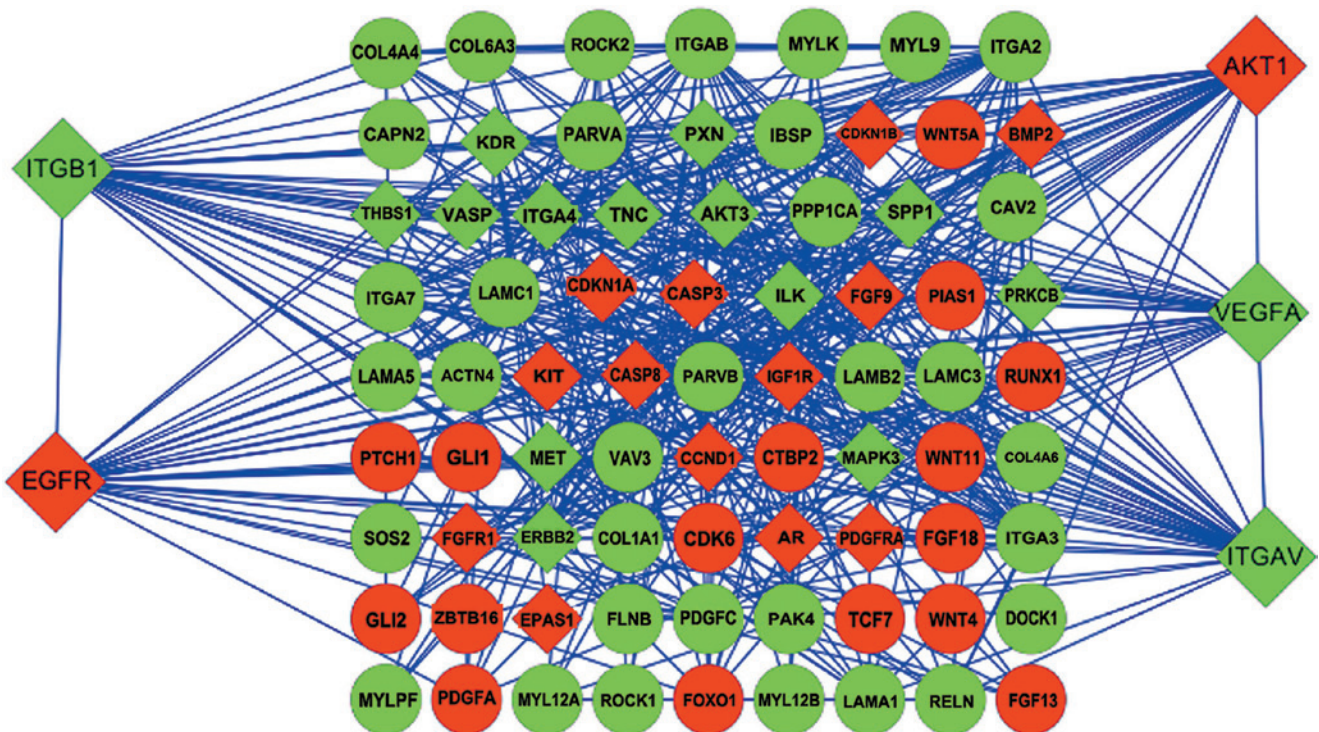 COL4A4 COL6A3 ROCK2 ITGAB MYLK MYL9 ITGA2
AKT1
CAPN2 KDR PARVA PXN IBSP CDKN1B WNT5A BMP2
ITGB1
THBS1 VASP ITGA4 TNC AKT3 PPP1CA SPP1 CAV2
ITGA7 LAMC1 CDKN1A CASP3 ILK FGF9 PIAS1 PRKCB
VEGFA
LAMA5 ACTN4 KIT CASP8 PARVB IGF1R LAMB2 LAMC3 RUNX1
PTCH1 GLI1 MET VAV3 CCND1 CTBP2 MAPK3 WNT11 COL4A6
EGFR
SOS2 FGFR1 ERBB2 COL1A1 CDK6 AR PDGFRA FGF18 ITGA3
ITGAV
GLI2 ZBTB16 EPAS1 FLNB PDGFC PAK4 TCF7 WNT4 DOCK1
MYLPF PDGFA MYL12A ROCK1 FOXO1 MYL12B LAMA1 RELN FGF13